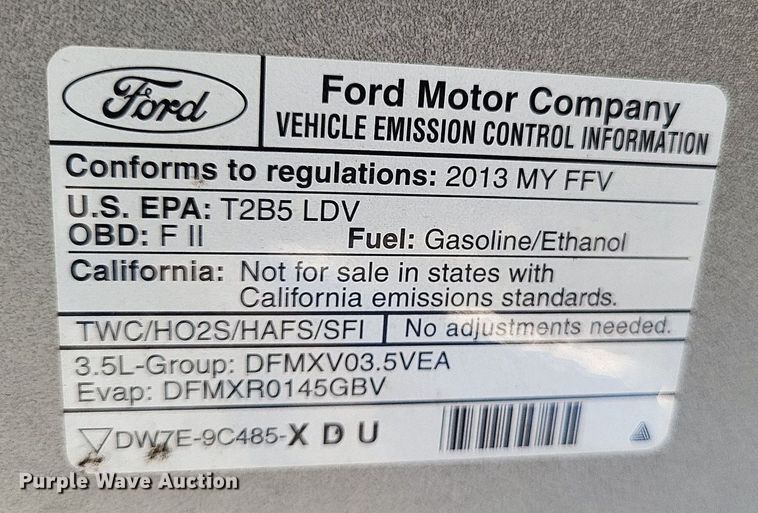 Ford
Ford Motor Company
VEHICLE EMISSION CONTROL INFORMATION
Conforms to regulations: 2013 MY FFV
U.S. EPA: T2B5 LDV
OBD: F II Fuel: Gasoline/Ethanol
California: Not for sale in states with
California emissions standards.
TWC/HO2S/HAFS/SFI No adjustments needed.
3.5L-Group: DFMXV03.5VEA
Evap: DFMXR0145GBV
DW7E-9C485-X D U
Purple Wave Auction